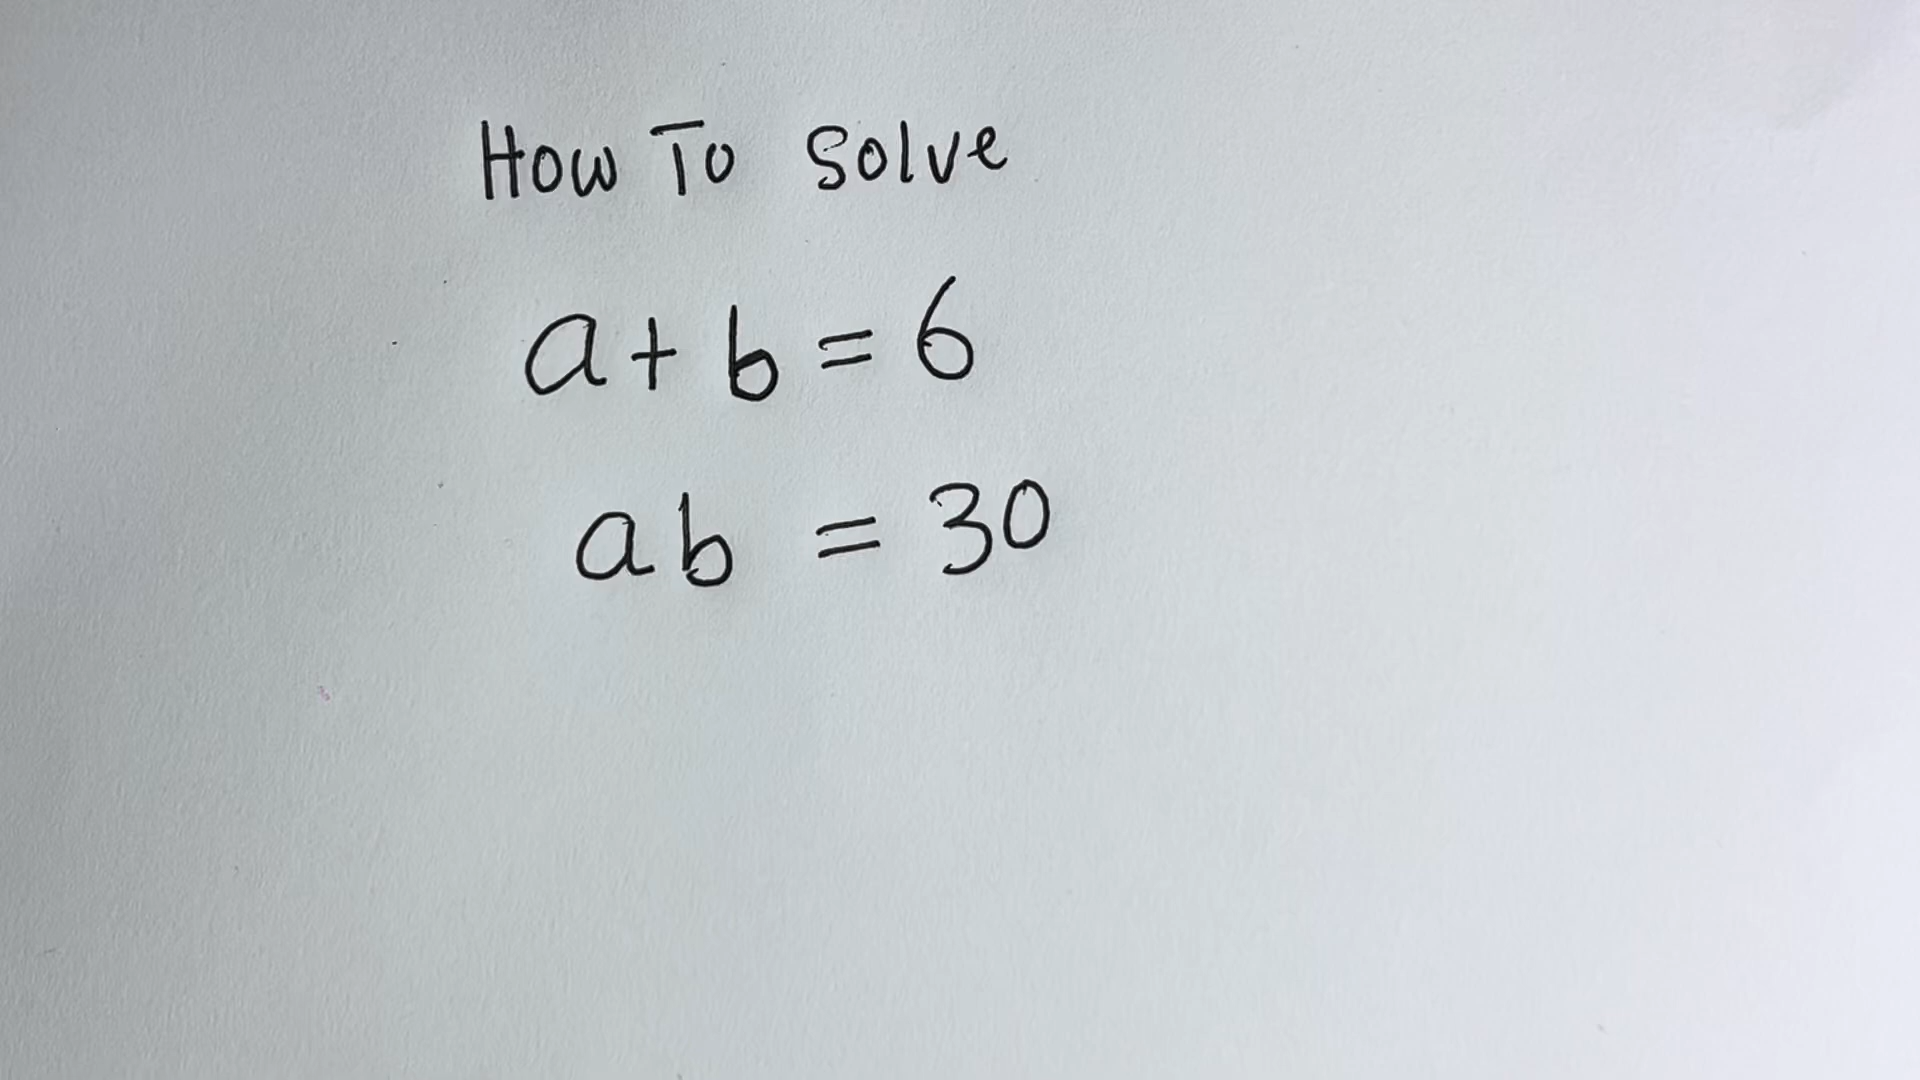 How To Solve
a + b = 6
ab = 30